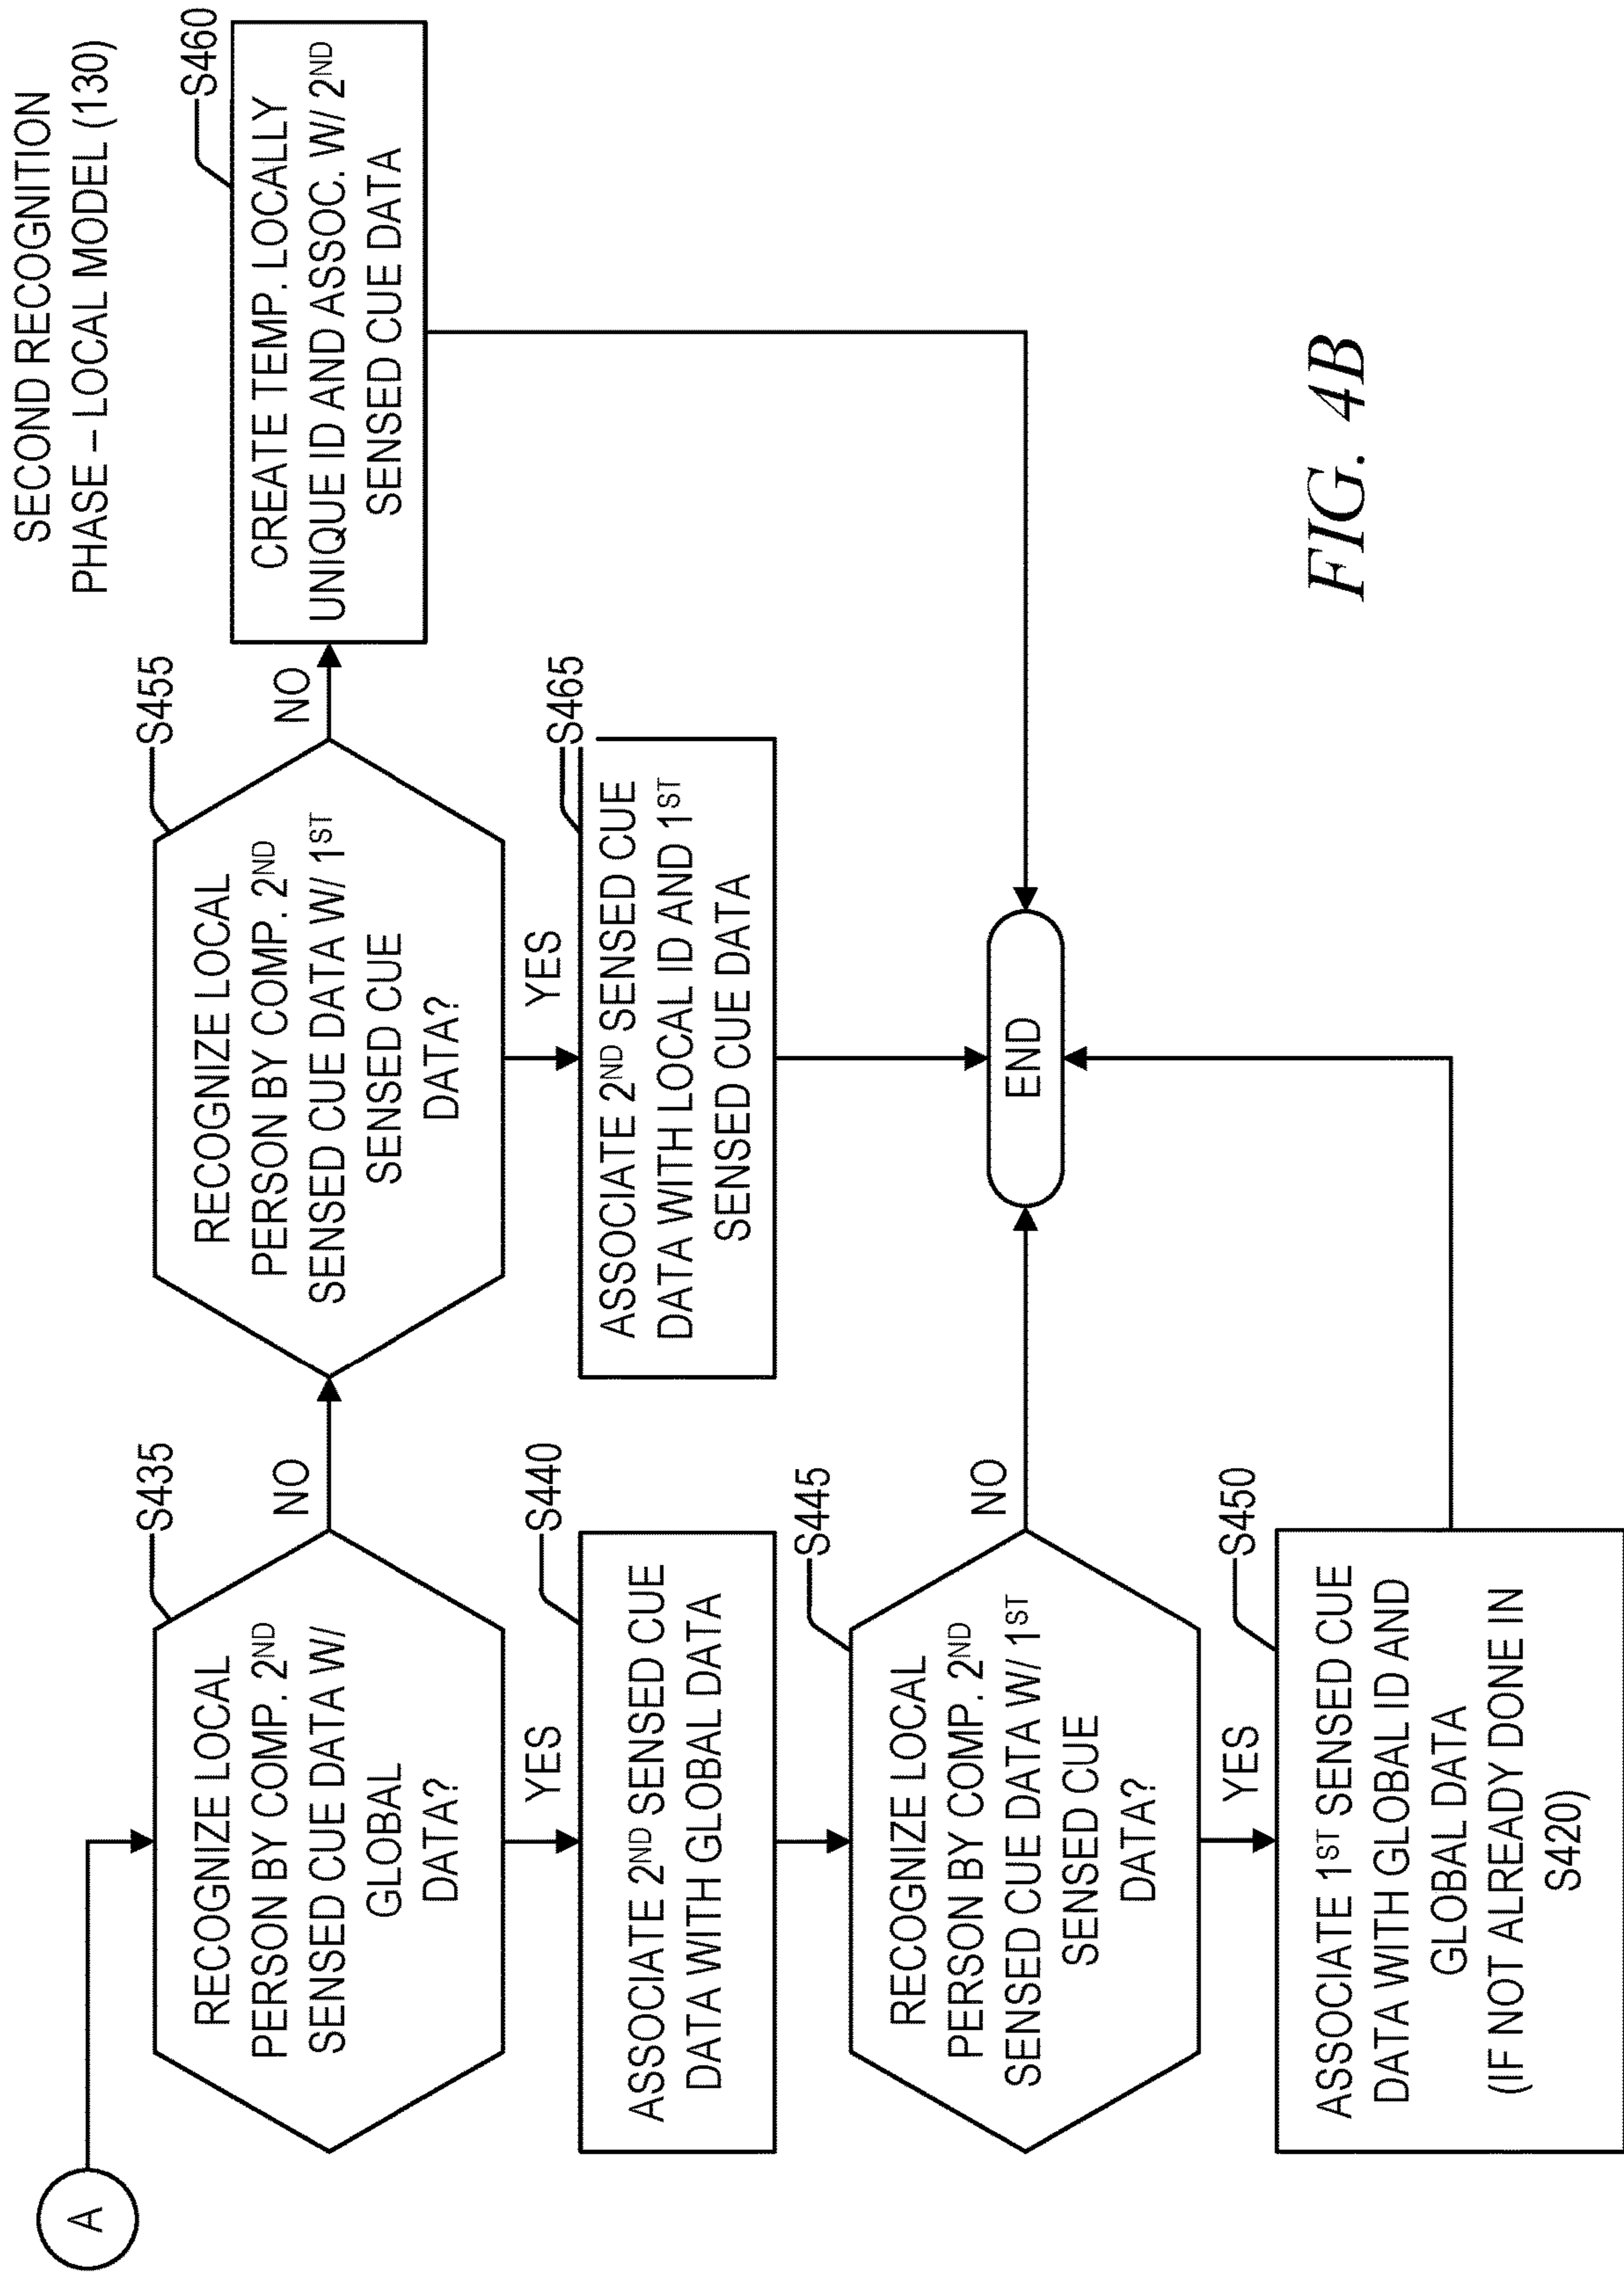 SECOND RECOGNITION
PHASE – LOCAL MODEL (130)
A
S435
RECOGNIZE LOCAL
PERSON BY COMP. 2ND
SENSED CUE DATA W/
GLOBAL
DATA?
NO
YES
S455
RECOGNIZE LOCAL
PERSON BY COMP. 2ND
SENSED CUE DATA W/ 1ST
SENSED CUE
DATA?
NO
YES
S460
CREATE TEMP. LOCALLY
UNIQUE ID AND ASSOC. W/ 2ND
SENSED CUE DATA
S440
ASSOCIATE 2ND SENSED CUE
DATA WITH GLOBAL DATA
S465
ASSOCIATE 2ND SENSED CUE
DATA WITH LOCAL ID AND 1ST
SENSED CUE DATA
S445
RECOGNIZE LOCAL
PERSON BY COMP. 2ND
SENSED CUE DATA W/ 1ST
SENSED CUE
DATA?
NO
YES
END
S450
ASSOCIATE 1ST SENSED CUE
DATA WITH GLOBAL ID AND
GLOBAL DATA
(IF NOT ALREADY DONE IN
S420)
FIG. 4B